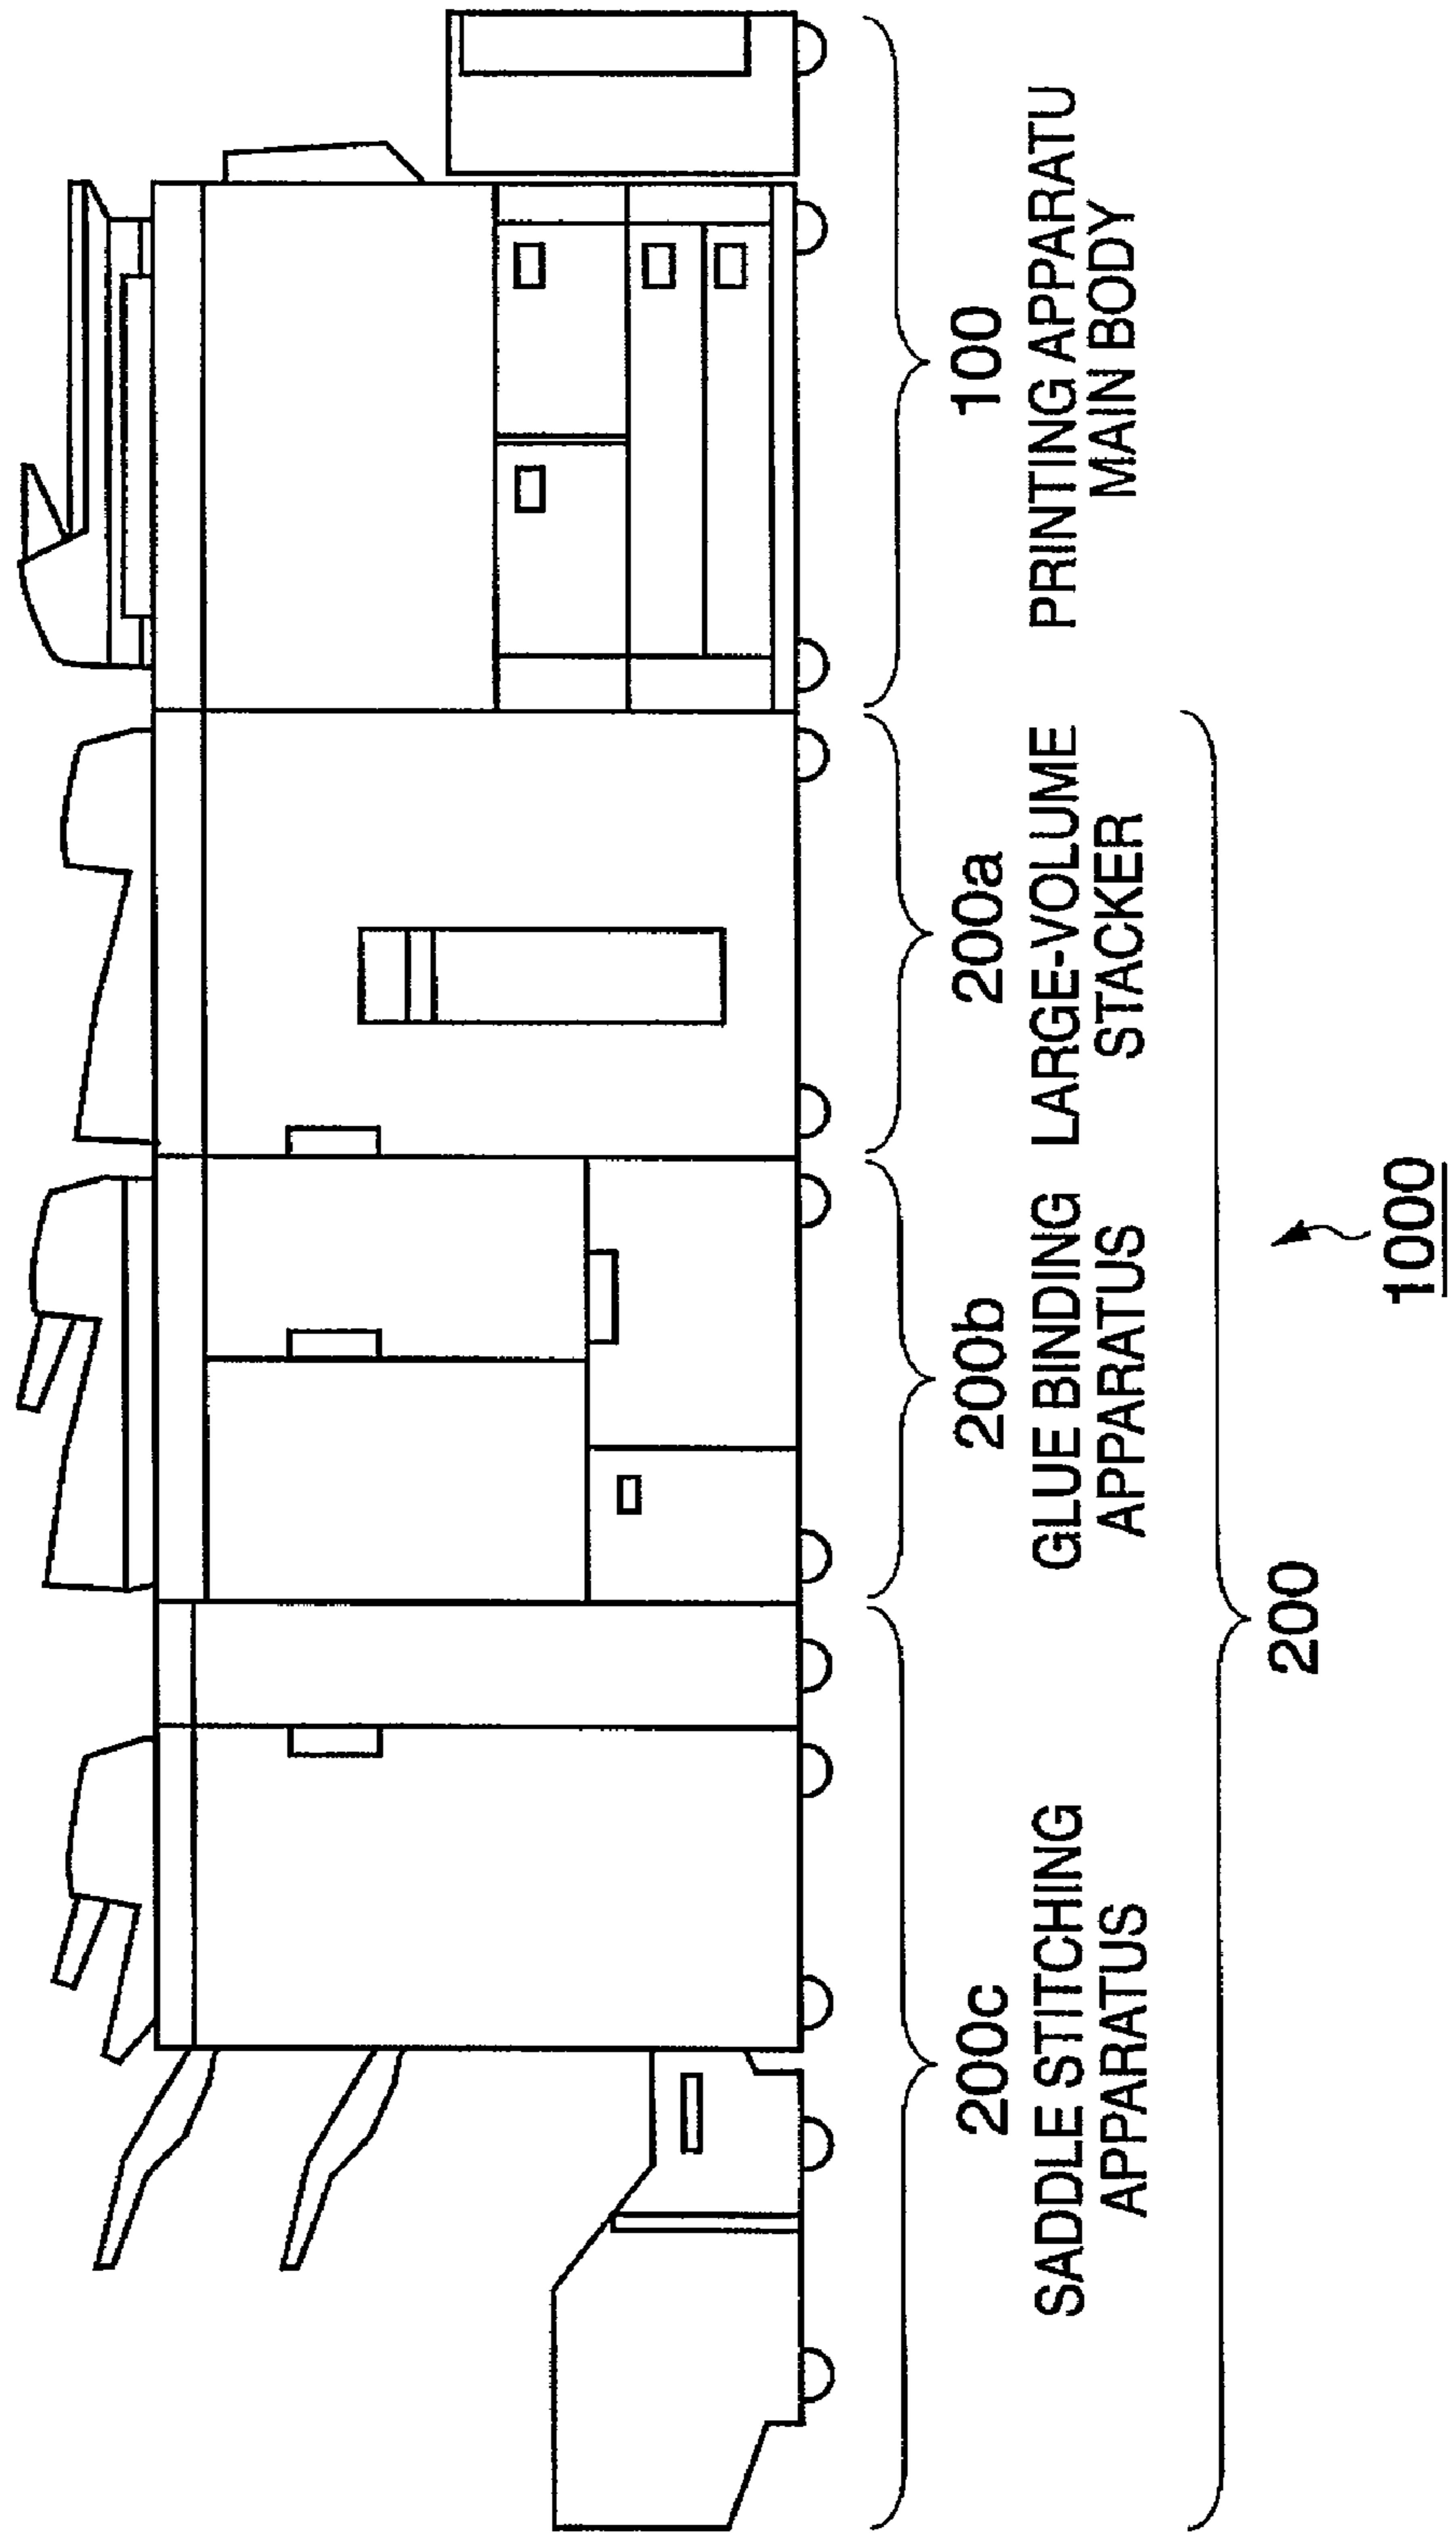 200c
SADDLE STITCHING
APPARATUS
200b
GLUE BINDING
APPARATUS
200a
LARGE-VOLUME
STACKER
100
PRINTING APPARATU
MAIN BODY
200
1000